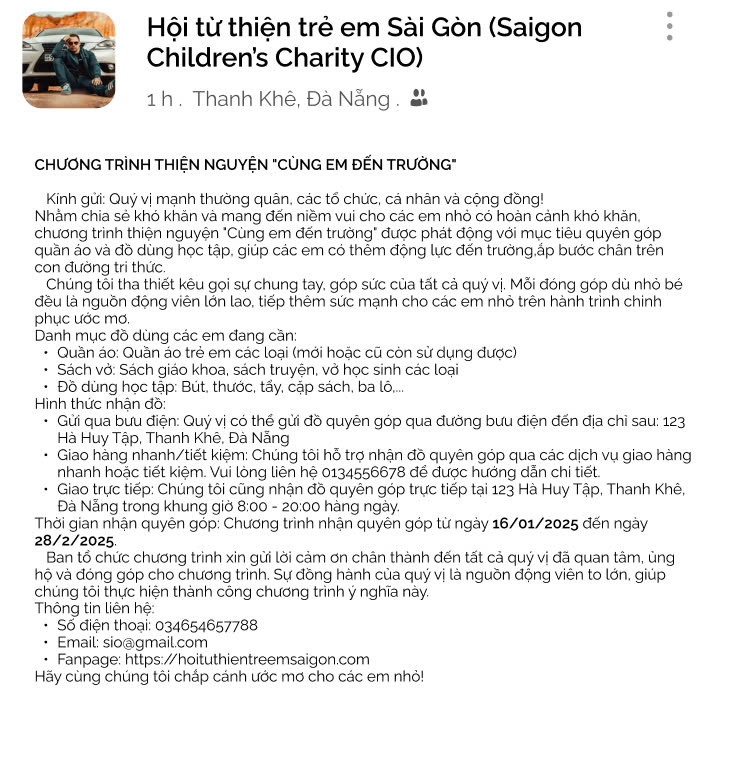 Hội từ thiện trẻ em Sài Gòn (Saigon
Children's Charity CIO)
1 h . Thanh Khê, Đà Nẵng .
CHƯƠNG TRÌNH THIỆN NGUYỆN "CÙNG EM ĐẾN TRƯỜNG"
Kính gửi: Quý vị mạnh thường quân, các tổ chức, cá nhân và cộng đồng!
Nhằm chia sẻ khó khăn và mang đến niềm vui cho các em nhỏ có hoàn cảnh khó khăn,
chương trình thiện nguyện "Cùng em đến trường" được phát động với mục tiêu quyên góp
quần áo và đồ dùng học tập, giúp các em có thêm động lực đến trường,ắp bước chân trên
con đường tri thức.
Chúng tôi tha thiết kêu gọi sự chung tay, góp sức của tất cả quý vị. Mỗi đóng góp dù nhỏ bé
đều là nguồn động viên lớn lao, tiếp thêm sức mạnh cho các em nhỏ trên hành trình chinh
phục ước mơ.
Danh mục đồ dùng các em đang cần:
• Quần áo: Quần áo trẻ em các loại (mới hoặc cũ còn sử dụng được)
• Sách vở: Sách giáo khoa, sách truyện, vở học sinh các loại
• Đồ dùng học tập: Bút, thước, tẩy, cặp sách, ba lô,...
Hình thức nhận đồ:
• Gửi qua bưu điện: Quý vị có thể gửi đồ quyên góp qua đường bưu điện đến địa chỉ sau: 123
Hà Huy Tập, Thanh Khê, Đà Nẵng
• Giao hàng nhanh/tiết kiệm: Chúng tôi hỗ trợ nhận đồ quyên góp qua các dịch vụ giao hàng
nhanh hoặc tiết kiệm. Vui lòng liên hệ 0134556678 để được hướng dẫn chi tiết.
• Giao trực tiếp: Chúng tôi cũng nhận đồ quyên góp trực tiếp tại 123 Hà Huy Tập, Thanh Khê,
Đà Nẵng trong khung giờ 8:00 - 20:00 hàng ngày.
Thời gian nhận quyên góp: Chương trình nhận quyên góp từ ngày 16/01/2025 đến ngày
28/2/2025.
Ban tổ chức chương trình xin gửi lời cảm ơn chân thành đến tất cả quý vị đã quan tâm, ủng
hộ và đóng góp cho chương trình. Sự đồng hành của quý vị là nguồn động viên to lớn, giúp
chúng tôi thực hiện thành công chương trình ý nghĩa này.
Thông tin liên hệ:
• Số điện thoại: 034654657788
• Email: sio@gmail.com
• Fanpage: https://hoituthientreemsaigon.com
Hãy cùng chúng tôi chắp cánh ước mơ cho các em nhỏ!